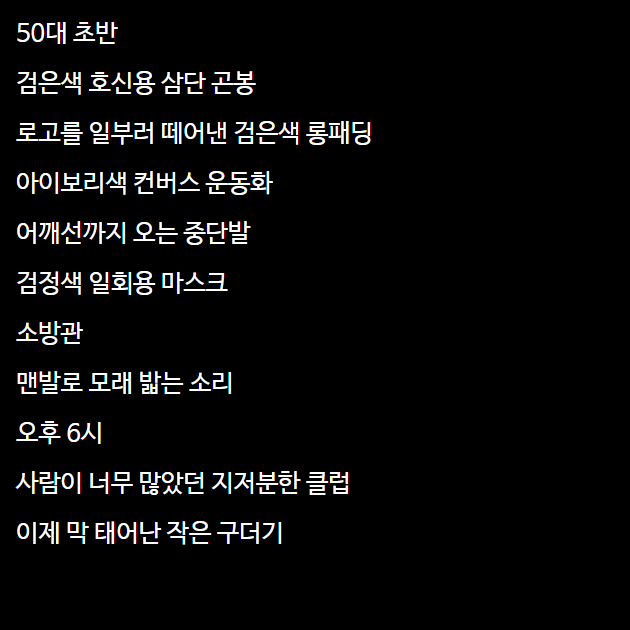 50대 초반
검은색 호신용 삼단 곤봉
로고를 일부러 떼어낸 검은색 롱패딩
아이보리색 컨버스 운동화
어깨선까지 오는 중단발
검정색 일회용 마스크
소방관
맨발로 모래 밟는 소리
오후 6시
사람이 너무 많았던 지저분한 클럽
이제 막 태어난 작은 구더기